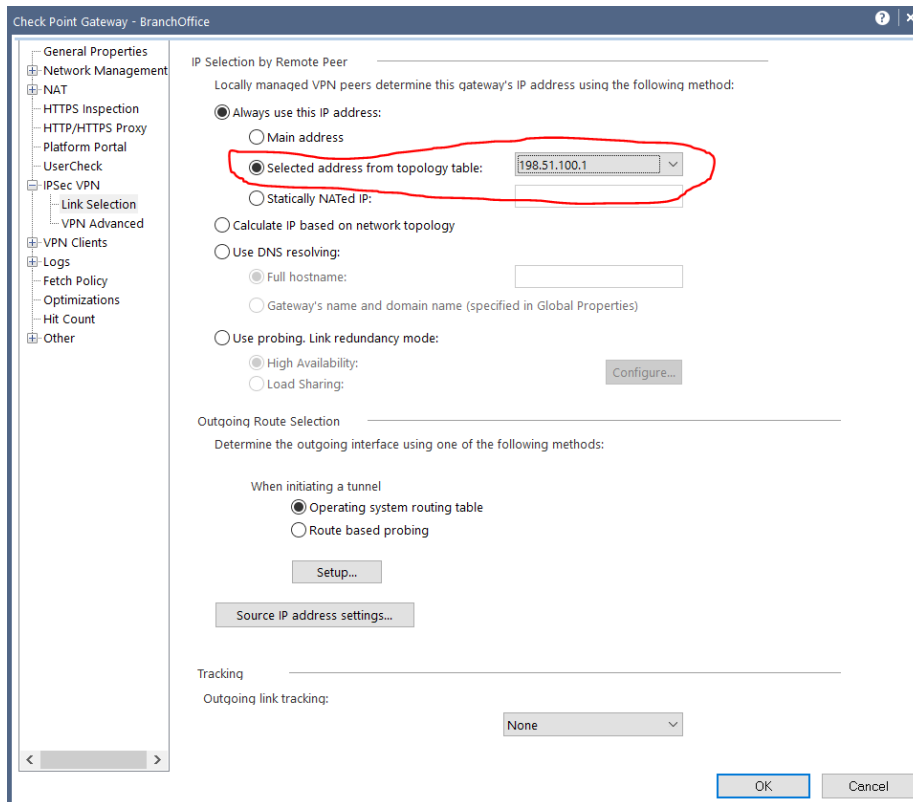 Check Point Gateway - BranchOffice
General Properties
Network Management
NAT
HTTPS Inspection
HTTP/HTTPS Proxy
Platform Portal
UserCheck
IPSec VPN
Link Selection
VPN Advanced
VPN Clients
Logs
Fetch Policy
Optimizations
Hit Count
Other
IP Selection by Remote Peer
Locally managed VPN peers determine this gateway's IP address using the following method:
Always use this IP address:
Main address
Selected address from topology table: 198.51.100.1
Statically NATed IP:
Calculate IP based on network topology
Use DNS resolving:
Full hostname:
Gateway's name and domain name (specified in Global Properties)
Use probing. Link redundancy mode:
High Availability:
Load Sharing:
Configure...
Outgoing Route Selection
Determine the outgoing interface using one of the following methods:
When initiating a tunnel
Operating system routing table
Route based probing
Setup...
Source IP address settings...
Tracking
Outgoing link tracking:
None
OK Cancel